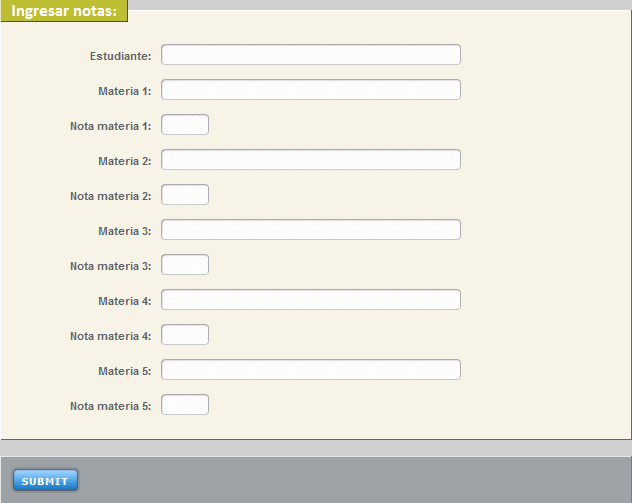 Ingresar notas:
Estudiante:
Materia 1:
Nota materia 1:
Materia 2:
Nota materia 2:
Materia 3:
Nota materia 3:
Materia 4:
Nota materia 4:
Materia 5:
Nota materia 5:
SUBMIT